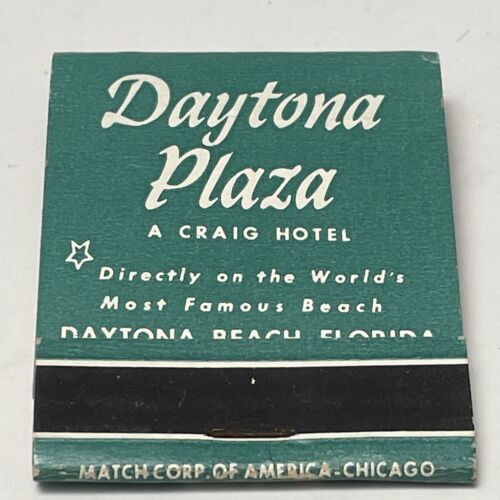 Daytona
Plaza
A CRAIG HOTEL
Directly on the World's
Most Famous Beach
DAYTONA BEACH FLORIDA
MATCH CORP. OF AMERICA-CHICAGO